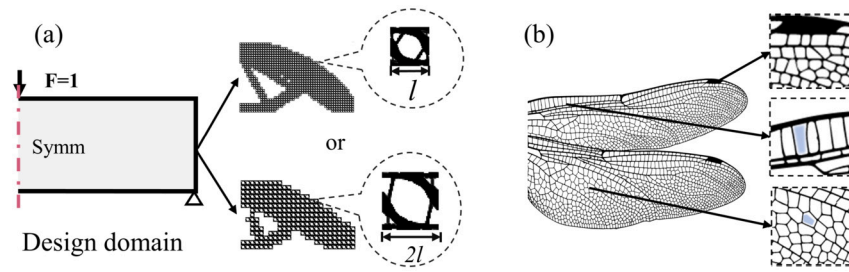 (a)
F=1
Symm
Design domain
l
or
2l
(b)